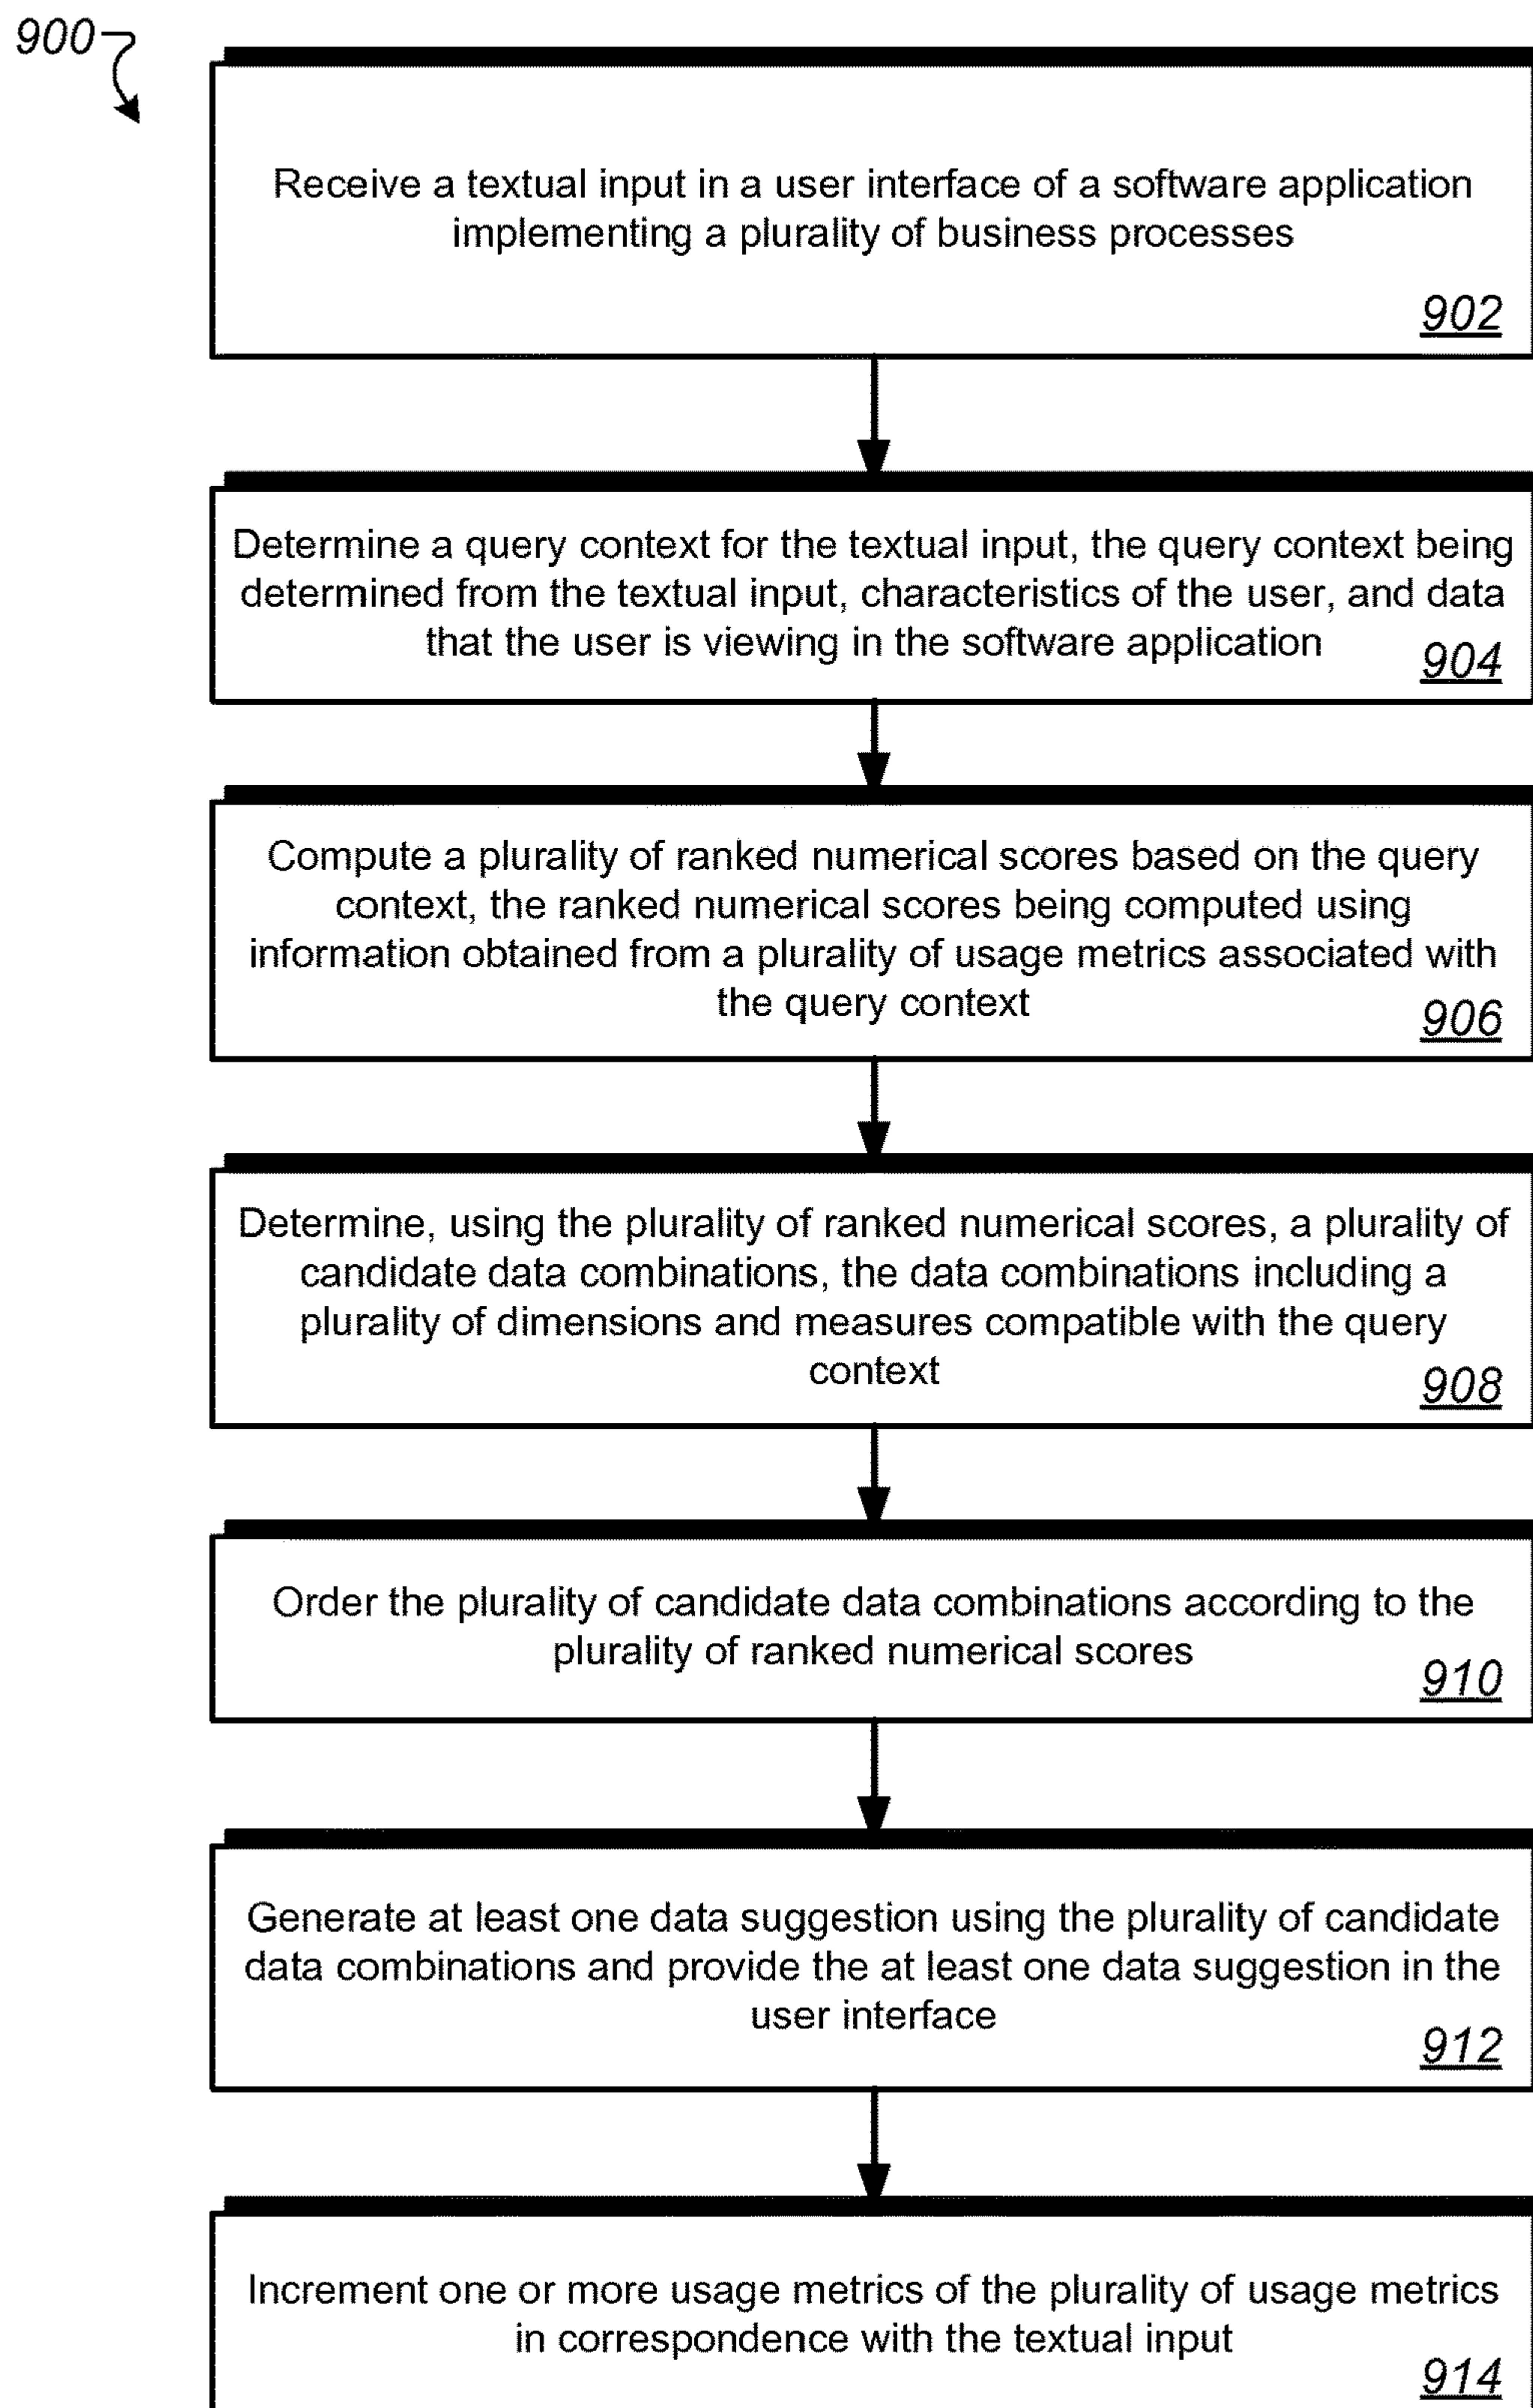 900
Receive a textual input in a user interface of a software application
implementing a plurality of business processes
902
Determine a query context for the textual input, the query context being
determined from the textual input, characteristics of the user, and data
that the user is viewing in the software application
904
Compute a plurality of ranked numerical scores based on the query
context, the ranked numerical scores being computed using
information obtained from a plurality of usage metrics associated with
the query context
906
Determine, using the plurality of ranked numerical scores, a plurality of
candidate data combinations, the data combinations including a
plurality of dimensions and measures compatible with the query
context
908
Order the plurality of candidate data combinations according to the
plurality of ranked numerical scores
910
Generate at least one data suggestion using the plurality of candidate
data combinations and provide the at least one data suggestion in the
user interface
912
Increment one or more usage metrics of the plurality of usage metrics
in correspondence with the textual input
914